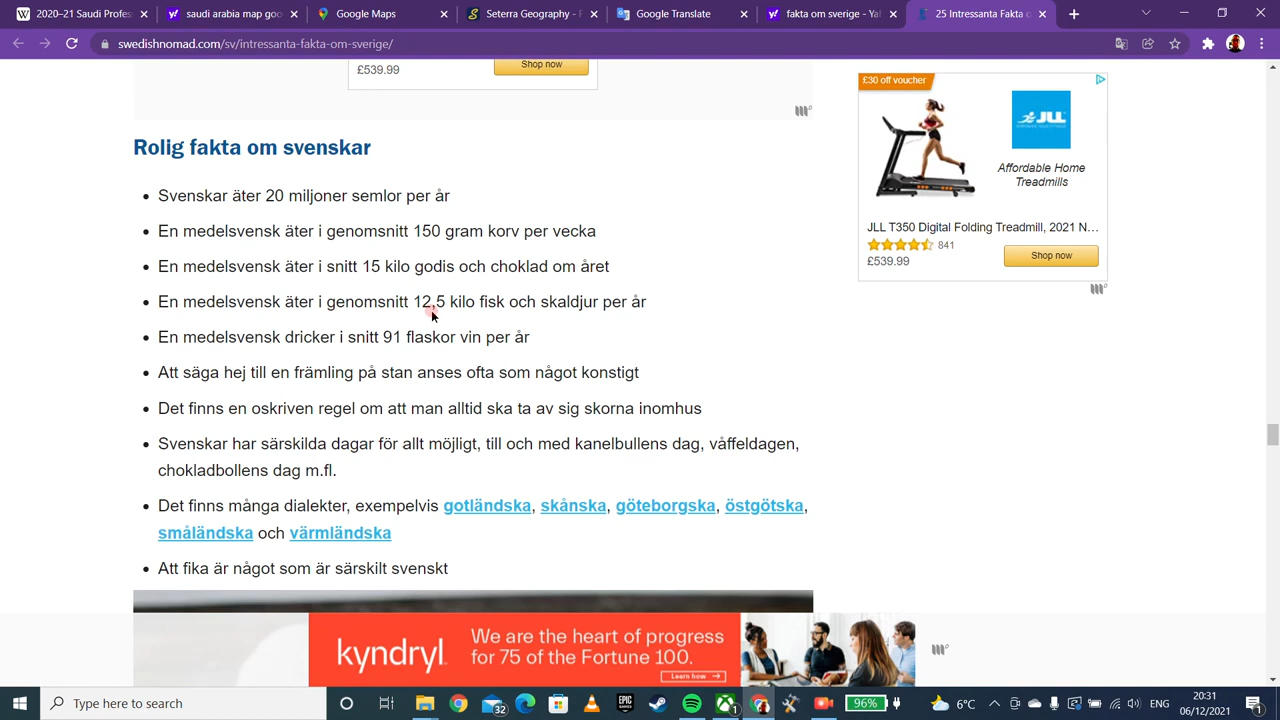 2020–21 Saudi Profes
saudi arabia map goo
Google Maps
Setera Geography - F
Google Translate
fakta om sverige - Ya
25 Intressanta Fakta o
swedishnomad.com/sv/intressanta-fakta-om-sverige/
£539.99
Shop now
Rolig fakta om svenskar
Svenskar äter 20 miljoner semlor per år
En medelsvensk äter i genomsnitt 150 gram korv per vecka
En medelsvensk äter i snitt 15 kilo godis och choklad om året
En medelsvensk äter i genomsnitt 12,5 kilo fisk och skaldjur per år
En medelsvensk dricker i snitt 91 flaskor vin per år
Att säga hej till en främling på stan anses ofta som något konstigt
Det finns en oskriven regel om att man alltid ska ta av sig skorna inomhus
Svenskar har särskilda dagar för allt möjligt, till och med kanelbullens dag, våffeldagen,
chokladbollens dag m.fl.
Det finns många dialekter, exempelvis gotländska, skånska, göteborgska, östgötska,
småländska och värmländska
Att fika är något som är särskilt svenskt
£30 off voucher
JLL
Affordable Home
Treadmills
JLL T350 Digital Folding Treadmill, 2021 N...
841
£539.99
Shop now
kyndryl
We are the heart of progress
for 75 of the Fortune 100.
Learn how →
Type here to search
32
EPIC
GAMES
1
96%
6°C
ENG
20:31
06/12/2021
1